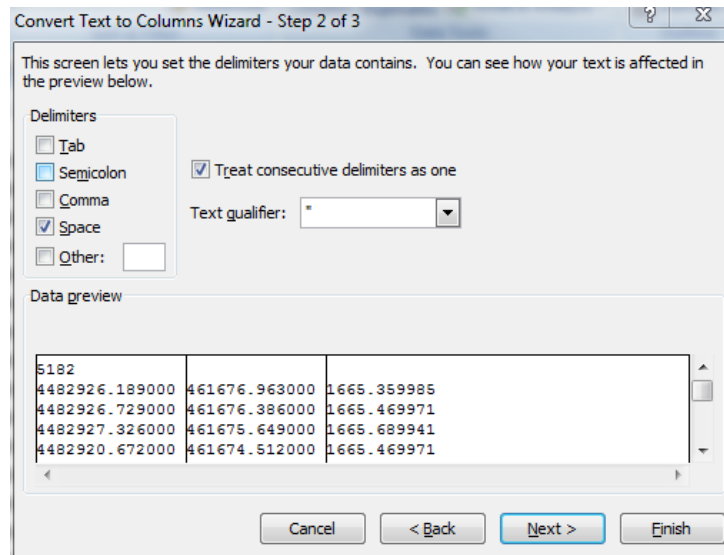 Convert Text to Columns Wizard - Step 2 of 3
This screen lets you set the delimiters your data contains. You can see how your text is affected in
the preview below.
Delimiters
Tab
Semicolon
Comma
Space
Other:
Treat consecutive delimiters as one
Text qualifier: "
Data preview
5182
4482926.189000 461676.963000 1665.359985
4482926.729000 461676.386000 1665.469971
4482927.326000 461675.649000 1665.689941
4482920.672000 461674.512000 1665.469971
Cancel < Back Next > Finish